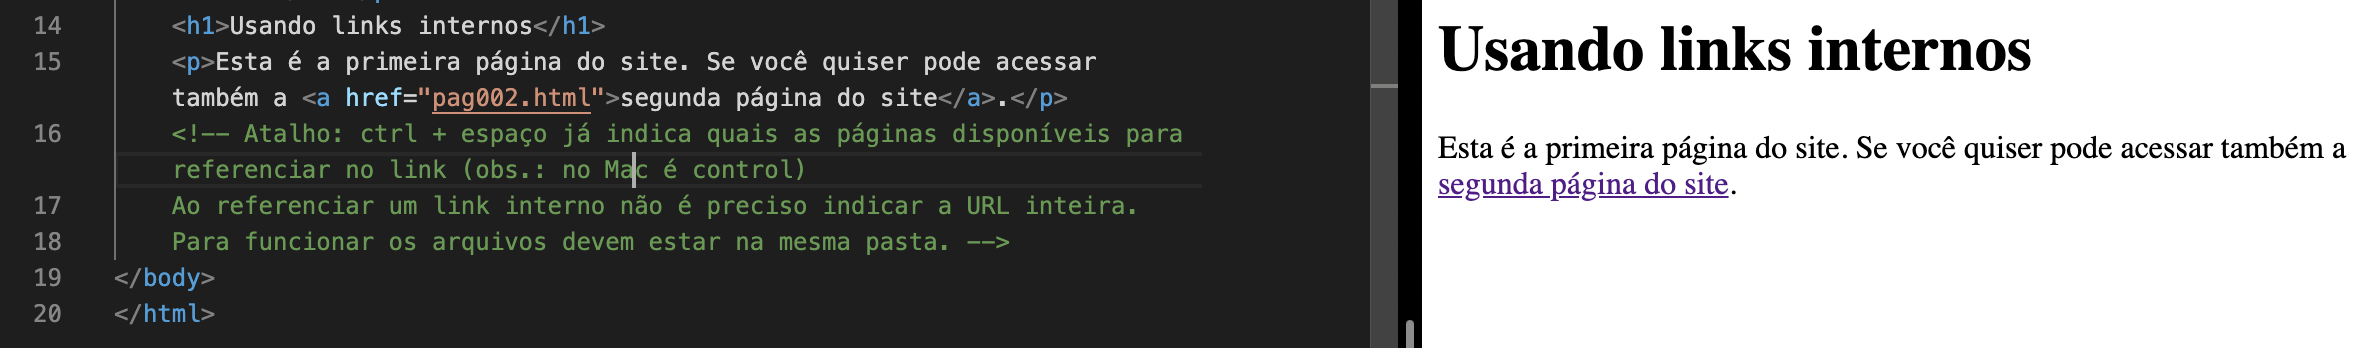 14 <h1>Usando links internos</h1>
15 <p>Esta é a primeira página do site. Se você quiser pode acessar
também a <a href="pag002.html">segunda página do site</a>.</p>
16 <!-- Atalho: ctrl + espaço já indica quais as páginas disponíveis para
referenciar no link (obs.: no Mac é control)
17 Ao referenciar um link interno não é preciso indicar a URL inteira.
18 Para funcionar os arquivos devem estar na mesma pasta. -->
19 </body>
20 </html>
Usando links internos
Esta é a primeira página do site. Se você quiser pode acessar também a
segunda página do site.